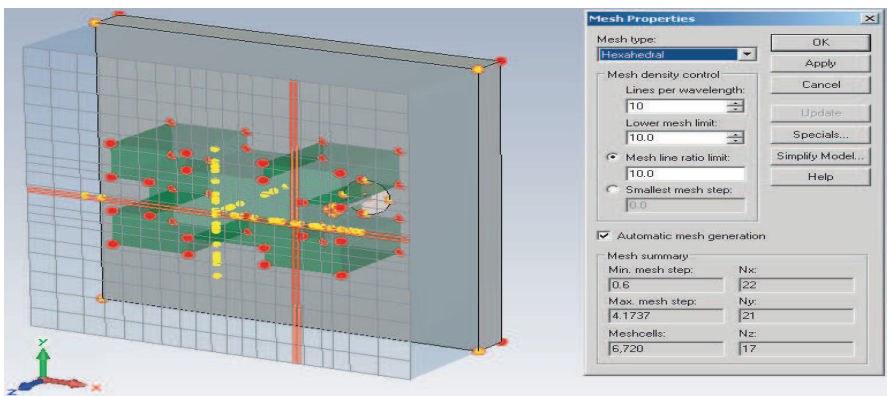 Mesh Properties
Mesh type:
Hexahedral
Mesh density control
Lines per wavelength:
10
Lower mesh limit:
10.0
Mesh line ratio limit:
10.0
Smallest mesh step:
0.0
Automatic mesh generation
Mesh summary
Min. mesh step:
Nx:
0.6
22
Max. mesh step:
Ny:
4.1737
21
Meshcells:
Nz:
6,720
17
OK
Apply
Cancel
Update
Specials...
Simplify Model...
Help
Y
Z
X